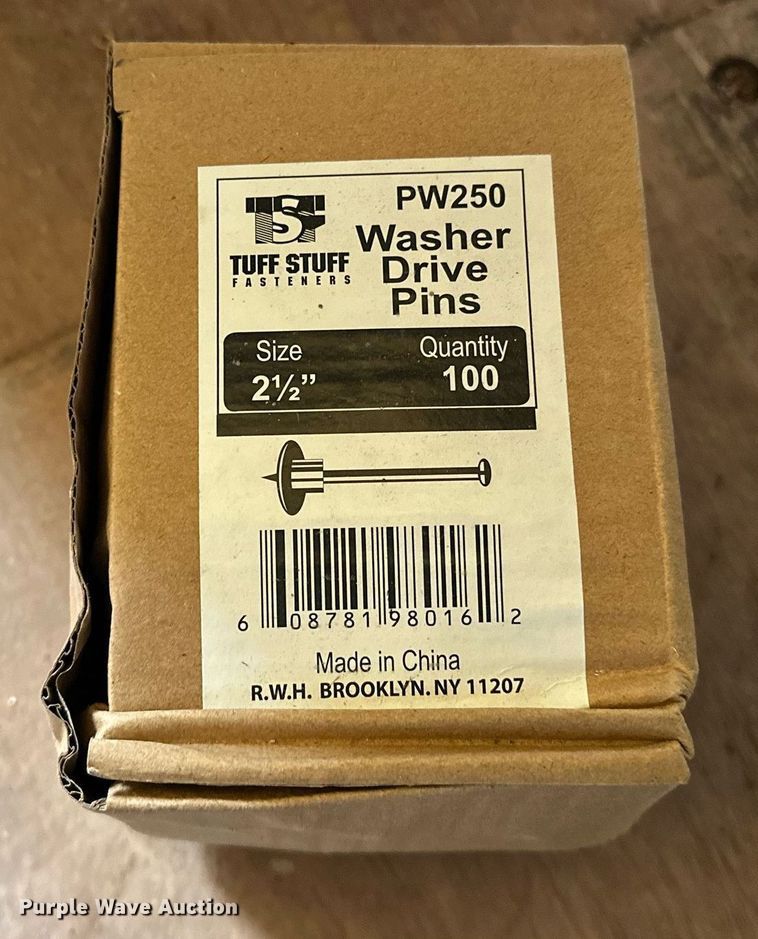 TSF
TUFF STUFF
FASTENERS
PW250
Washer
Drive
Pins
Size
2½”
Quantity
100
6 08781 98016 2
Made in China
R.W.H. BROOKLYN. NY 11207
Purple Wave Auction